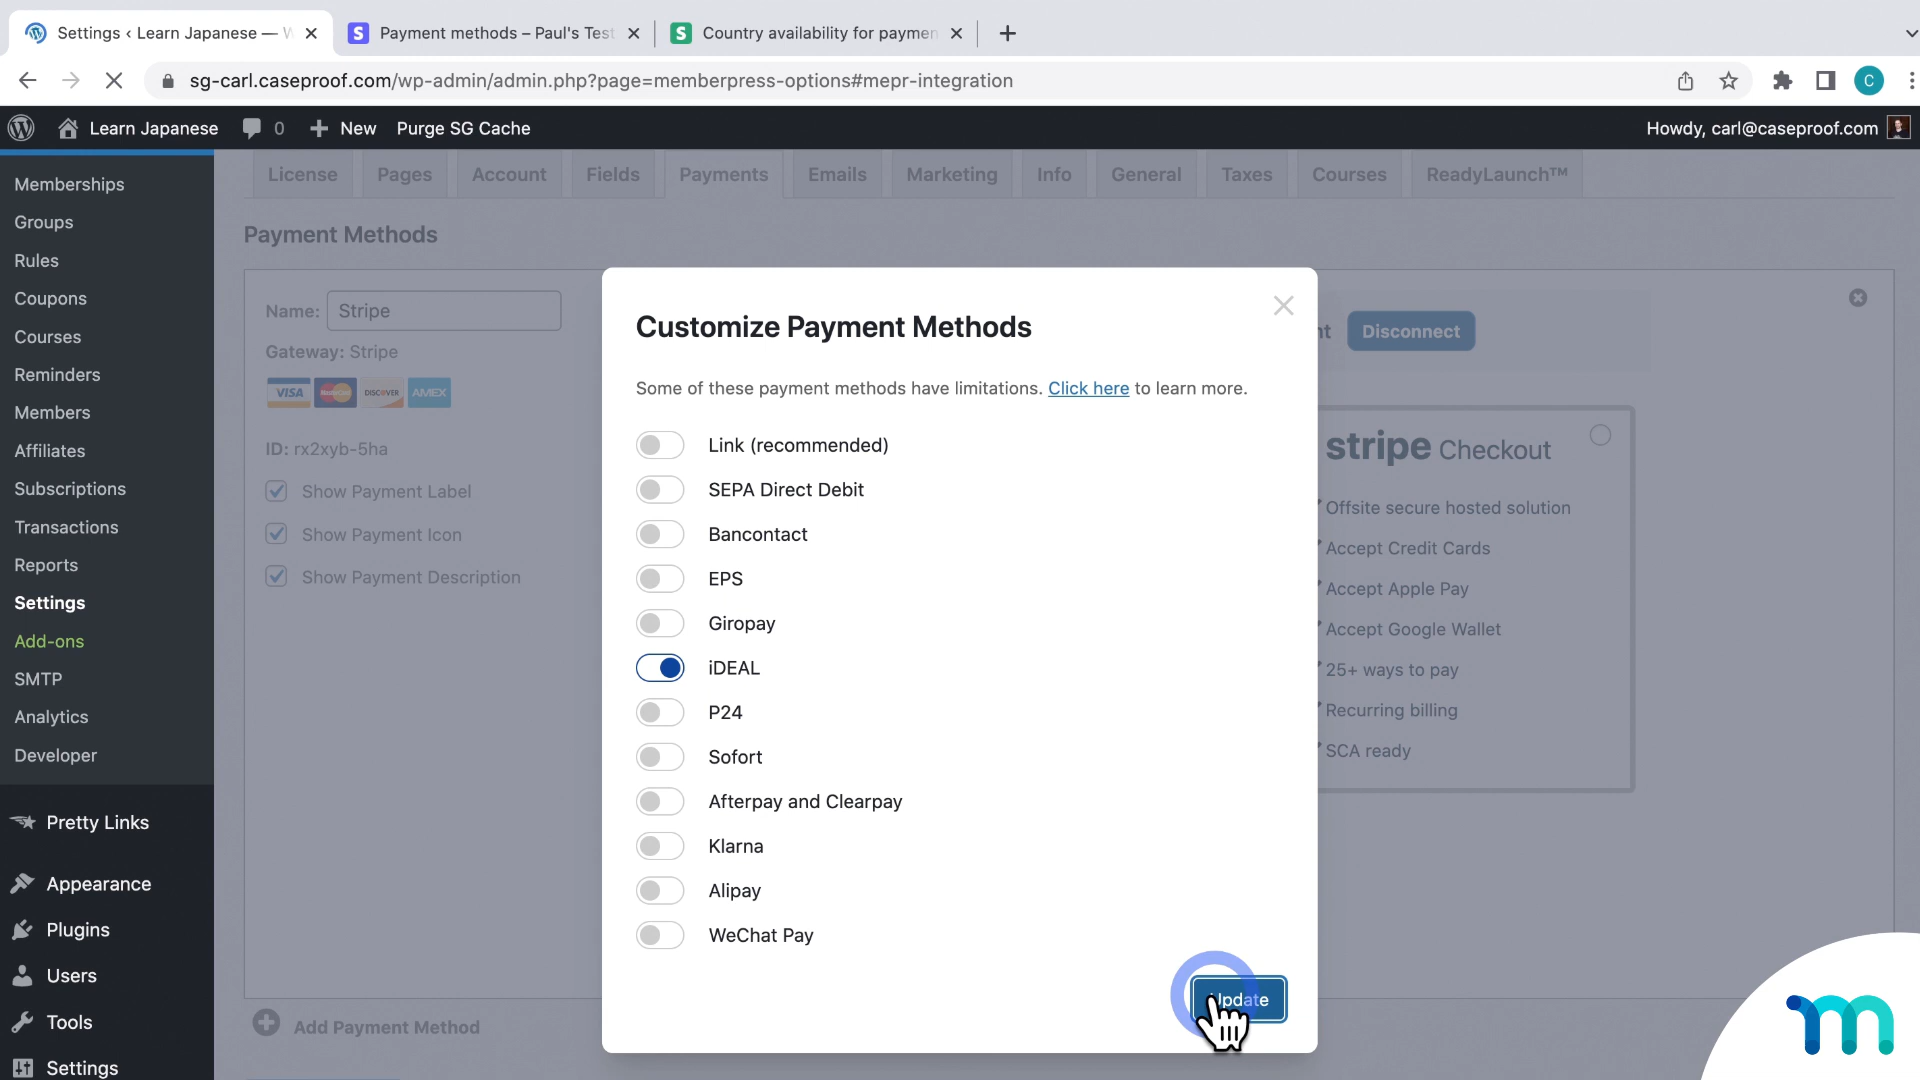 Settings ‹ Learn Japanese — W
Payment methods – Paul's Test
Country availability for paymen
sg-carl.caseproof.com/wp-admin/admin.php?page=memberpress-options#mepr-integration
C
Learn Japanese
0
New
Purge SG Cache
Howdy, carl@caseproof.com
Memberships
Groups
Rules
Coupons
Courses
Reminders
Members
Affiliates
Subscriptions
Transactions
Reports
Settings
Add-ons
SMTP
Analytics
Developer
Pretty Links
Appearance
Plugins
Users
Tools
Settings
License
Pages
Account
Fields
Payments
Emails
Marketing
Info
General
Taxes
Courses
ReadyLaunch™
Payment Methods
Name: Stripe
Gateway: Stripe
VISA
MasterCard
DISCOVER
AMEX
ID: rx2xyb-5ha
Show Payment Label
Show Payment Icon
Show Payment Description
Add Payment Method
Customize Payment Methods
Some of these payment methods have limitations. Click here to learn more.
Link (recommended)
SEPA Direct Debit
Bancontact
EPS
Giropay
iDEAL
P24
Sofort
Afterpay and Clearpay
Klarna
Alipay
WeChat Pay
Update
nt
Disconnect
stripe Checkout
Offsite secure hosted solution
Accept Credit Cards
Accept Apple Pay
Accept Google Wallet
25+ ways to pay
Recurring billing
SCA ready
m